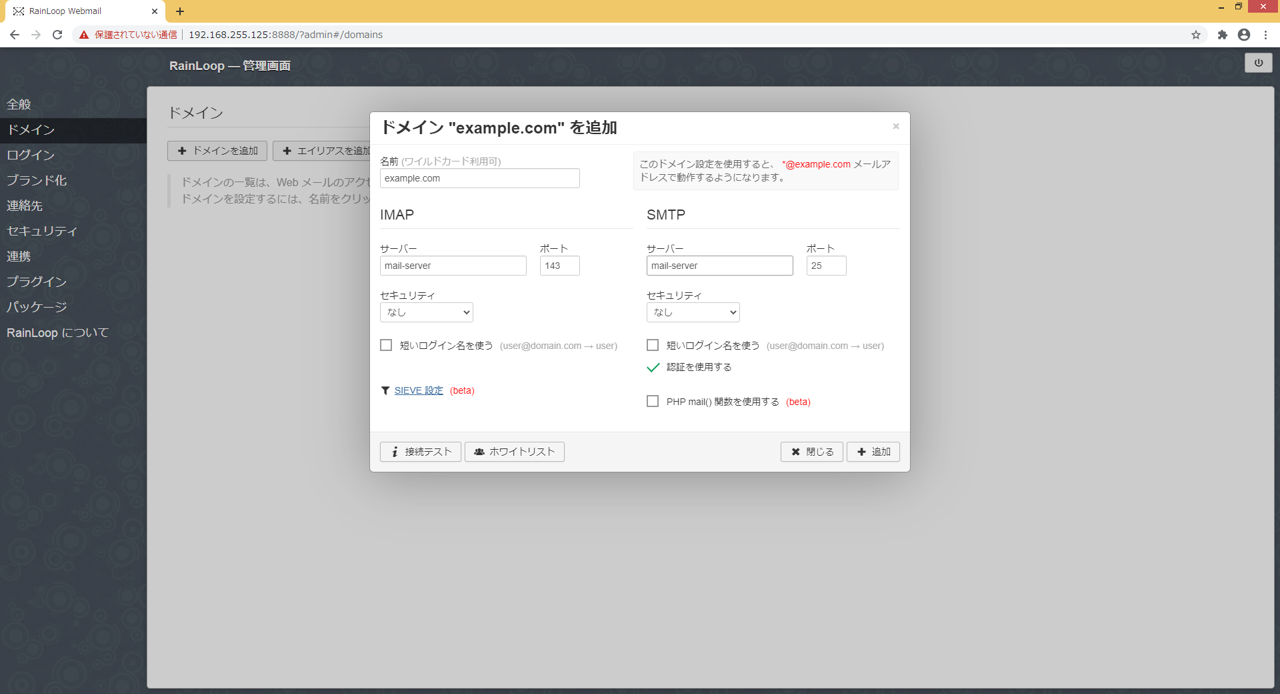 RainLoop Webmail
保護されていない通信 192.168.255.125:8888/?admin#/domains
RainLoop — 管理画面
全般
ドメイン
ログイン
ブランド化
連絡先
セキュリティ
連携
プラグイン
パッケージ
RainLoop について
ドメイン
ドメインを追加
エイリアスを追加
ドメインの一覧は、Web メールのアクセ
ドメインを設定するには、名前をクリッ
ドメイン "example.com" を追加
名前 (ワイルドカード利用可)
example.com
このドメイン設定を使用すると、 *@example.com メールア
ドレスで動作するようになります。
IMAP
サーバー ポート
mail-server 143
セキュリティ
なし
短いログイン名を使う (user@domain.com → user)
SIEVE 設定 (beta)
SMTP
サーバー ポート
mail-server 25
セキュリティ
なし
短いログイン名を使う (user@domain.com → user)
認証を使用する
PHP mail() 関数を使用する (beta)
接続テスト ホワイトリスト 閉じる 追加